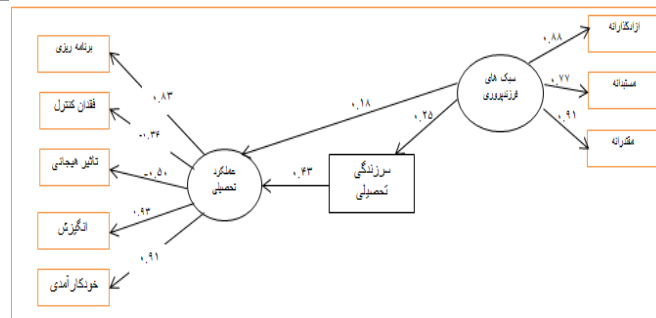 آزادگذارانه
مستبدانه
مقتدرانه
سبک های
فرزندپروری
۰.۸۸
۰.۷۷
۰.۹۱
۰.۱۸
۰.۲۵
سرزندگی
تحصیلی
۰.۴۳
عملکرد
تحصیلی
۰.۸۳
-۰.۳۶
-۰.۵۰
۰.۹۳
۰.۹۱
برنامه ریزی
فقدان کنترل
تاثیر هیجانی
انگیزش
خودکارآمدی